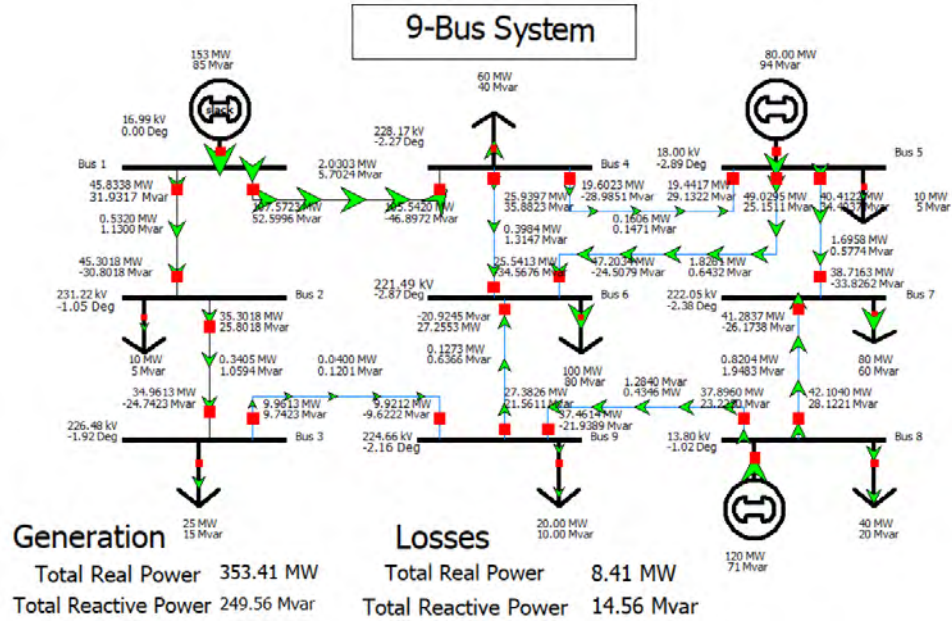 9-Bus System
153 MW
85 Mvar
slack
16.99 kV
0.00 Deg
Bus 1
60 MW
40 Mvar
228.17 kV
-2.27 Deg
Bus 4
80.00 MW
94 Mvar
18.00 kV
-2.89 Deg
Bus 5
45.8338 MW
31.9317 Mvar
2.0303 MW
5.7024 Mvar
52.5996 Mvar
-46.8972 Mvar
25.9397 MW
35.8823 Mvar
19.6023 MW
-28.9851 Mvar
19.4417 MW
29.1322 Mvar
49.0295 MW
25.1511 Mvar
10 MW
5 Mvar
0.5320 MW
1.1300 Mvar
0.3984 MW
1.3147 Mvar
0.1606 MW
0.1471 Mvar
1.6958 MW
0.5774 Mvar
45.3018 MW
-30.8018 Mvar
25.5413 MW
-34.5676 Mvar
-47.2034 MW
-24.5079 Mvar
0.6432 Mvar
38.7163 MW
-33.8262 Mvar
231.22 kV
-1.05 Deg
Bus 2
221.49 kV
-2.87 Deg
Bus 6
222.05 kV
-2.38 Deg
Bus 7
35.3018 MW
25.8018 Mvar
-20.9245 MW
27.2553 Mvar
41.2837 MW
-26.1738 Mvar
10 MW
5 Mvar
0.3405 MW
1.0594 Mvar
0.0400 MW
0.1201 Mvar
0.1273 MW
0.6366 Mvar
100 MW
80 Mvar
0.8204 MW
1.9483 Mvar
80 MW
60 Mvar
34.9613 MW
-24.7423 Mvar
9.9613 MW
9.7423 Mvar
9.9212 MW
-9.6222 Mvar
27.3826 MW
21.5611 Mvar
37.4614 MW
-21.9389 Mvar
1.2840 MW
0.4346 Mvar
37.8960 MW
42.1040 MW
28.1221 Mvar
226.48 kV
-1.92 Deg
Bus 3
224.66 kV
-2.16 Deg
Bus 9
13.80 kV
-1.02 Deg
Bus 8
25 MW
15 Mvar
20.00 MW
10.00 Mvar
120 MW
71 Mvar
40 MW
20 Mvar
Generation
Total Real Power 353.41 MW
Total Reactive Power 249.56 Mvar
Losses
Total Real Power 8.41 MW
Total Reactive Power 14.56 Mvar